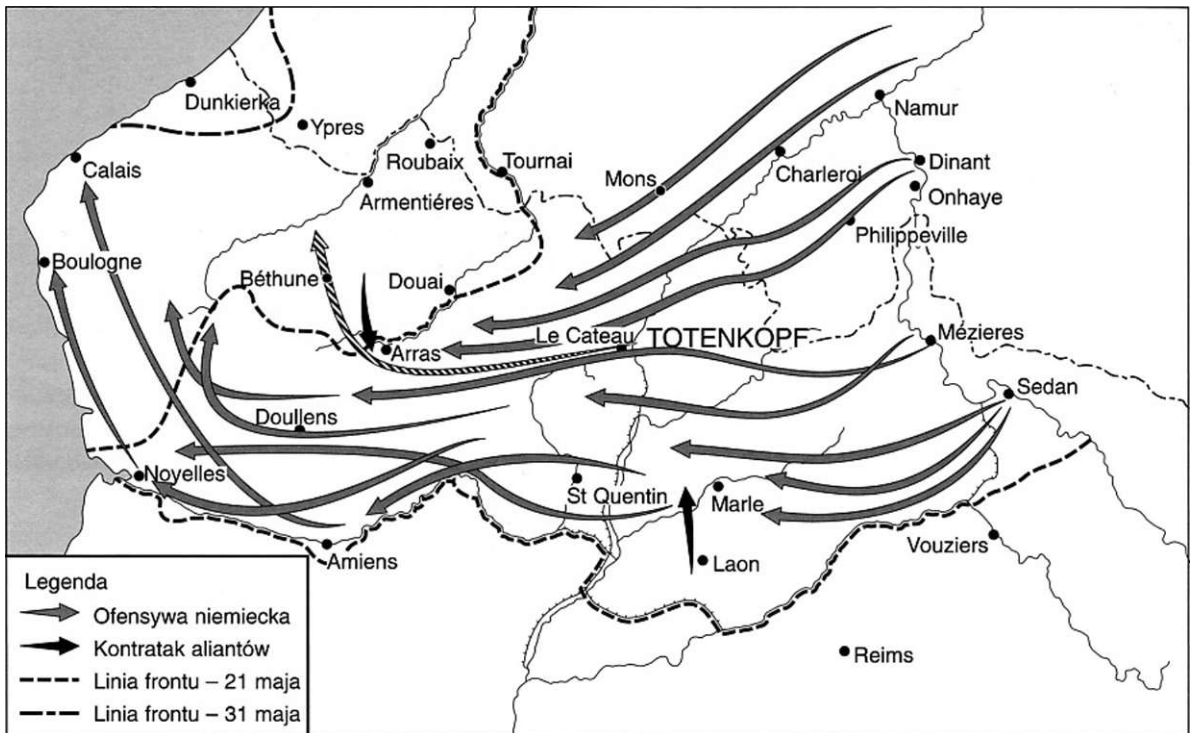 Dunkierka
Ypres
Namur
Calais
Roubaix
Tournai
Charleroi
Dinant
Mons
Armentiéres
Onhaye
Philippeville
Boulogne
Béthune
Douai
Le Cateau
TOTENKOPF
Mézieres
Arras
Sedan
Doullens
Noyelles
St Quentin
Marle
Vouziers
Amiens
Laon
Legenda
Ofensywa niemiecka
Kontratak aliantów
Reims
Linia frontu – 21 maja
Linia frontu – 31 maja